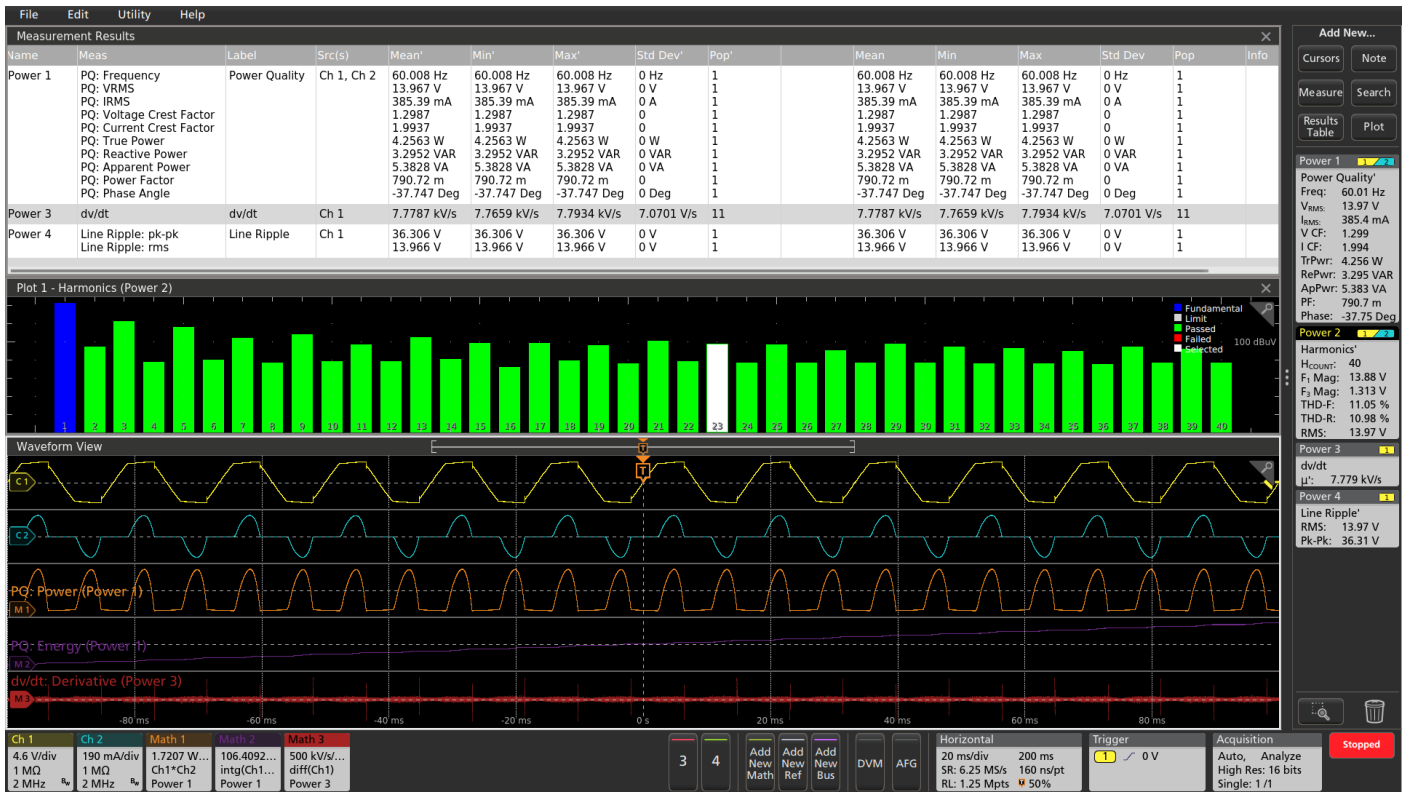 File Edit Utility Help
Measurement Results
Name Meas Label Src(s) Mean' Min' Max' Std Dev' Pop' Mean Min Max Std Dev Pop Info
Power 1 PQ: Frequency Power Quality Ch 1, Ch 2 60.008 Hz 60.008 Hz 60.008 Hz 0 Hz 1 60.008 Hz 60.008 Hz 60.008 Hz 0 Hz 1
PQ: VRMS 13.967 V 13.967 V 13.967 V 0 V 1 13.967 V 13.967 V 13.967 V 0 V 1
PQ: IRMS 385.39 mA 385.39 mA 385.39 mA 0 A 1 385.39 mA 385.39 mA 385.39 mA 0 A 1
PQ: Voltage Crest Factor 1.2987 1.2987 1.2987 0 1 1.2987 1.2987 1.2987 0 1
PQ: Current Crest Factor 1.9937 1.9937 1.9937 0 1 1.9937 1.9937 1.9937 0 1
PQ: True Power 4.2563 W 4.2563 W 4.2563 W 0 W 1 4.2563 W 4.2563 W 4.2563 W 0 W 1
PQ: Reactive Power 3.2952 VAR 3.2952 VAR 3.2952 VAR 0 VAR 1 3.2952 VAR 3.2952 VAR 3.2952 VAR 0 VAR 1
PQ: Apparent Power 5.3828 VA 5.3828 VA 5.3828 VA 0 VA 1 5.3828 VA 5.3828 VA 5.3828 VA 0 VA 1
PQ: Power Factor 790.72 m 790.72 m 790.72 m 0 1 790.72 m 790.72 m 790.72 m 0 1
PQ: Phase Angle -37.747 Deg -37.747 Deg -37.747 Deg 0 Deg 1 -37.747 Deg -37.747 Deg -37.747 Deg 0 Deg 1
Power 3 dv/dt dv/dt Ch 1 7.7787 kV/s 7.7659 kV/s 7.7934 kV/s 7.0701 V/s 11 7.7787 kV/s 7.7659 kV/s 7.7934 kV/s 7.0701 V/s 11
Power 4 Line Ripple: pk-pk Line Ripple Ch 1 36.306 V 36.306 V 36.306 V 0 V 1 36.306 V 36.306 V 36.306 V 0 V 1
Line Ripple: rms 13.966 V 13.966 V 13.966 V 0 V 1 13.966 V 13.966 V 13.966 V 0 V 1
Plot 1 - Harmonics (Power 2)
Fundamental
Limit
Passed
Failed
Selected
100 dBuV
1 2 3 4 5 6 7 8 9 10 11 12 13 14 15 16 17 18 19 20 21 22 23 24 25 26 27 28 29 30 31 32 33 34 35 36 37 38 39 40
Waveform View
T
T
C 1
C 2
PQ: Power (Power 1)
M 1
PQ: Energy (Power 1)
M 2
dv/dt: Derivative (Power 3)
M 3
-80 ms -60 ms -40 ms -20 ms 0 s 20 ms 40 ms 60 ms 80 ms
Add New...
Cursors Note
Measure Search
Results Table Plot
Power 1 1 2
Power Quality'
Freq: 60.01 Hz
VRMS: 13.97 V
IRMS: 385.4 mA
V CF: 1.299
I CF: 1.994
TrPwr: 4.256 W
RePwr: 3.295 VAR
ApPwr: 5.383 VA
PF: 790.7 m
Phase: -37.75 Deg
Power 2 1 2
Harmonics'
HCOUNT: 40
F1 Mag: 13.88 V
F3 Mag: 1.313 V
THD-F: 11.05 %
THD-R: 10.98 %
RMS: 13.97 V
Power 3 1
dv/dt
µ': 7.779 kV/s
Power 4 1
Line Ripple'
RMS: 13.97 V
Pk-Pk: 36.31 V
Ch 1
4.6 V/div
1 MΩ
2 MHz Bw
Ch 2
190 mA/div
1 MΩ
2 MHz Bw
Math 1
1.7207 W...
Ch1*Ch2
Power 1
Math 2
106.4092...
intg(Ch1...
Power 1
Math 3
500 kV/s/...
diff(Ch1)
Power 3
3
4
Add New Math
Add New Ref
Add New Bus
DVM
AFG
Horizontal
20 ms/div 200 ms
SR: 6.25 MS/s 160 ns/pt
RL: 1.25 Mpts 50%
Trigger
1 0 V
Acquisition
Auto, Analyze
High Res: 16 bits
Single: 1 /1
Stopped